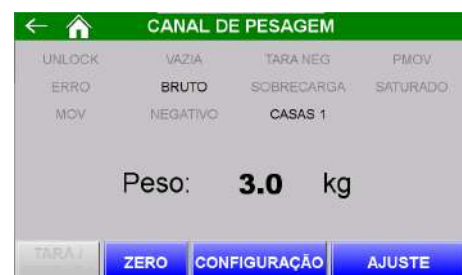 CANAL DE PESAGEM
UNLOCK VAZIA TARA NEG PMOV
ERRO BRUTO SOBRECARGA SATURADO
MOV NEGATIVO CASAS 1
Peso: 3.0 kg
TARA / ZERO CONFIGURAÇÃO AJUSTE